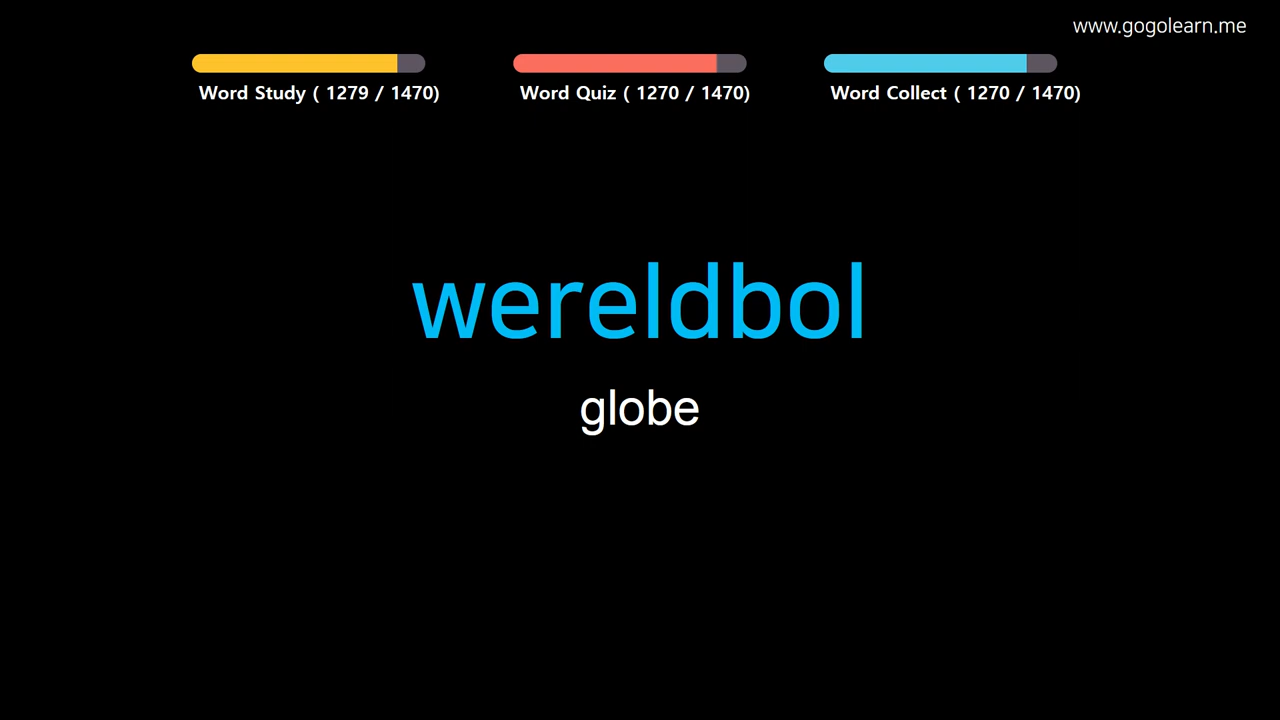 www.gogolearn.me
Word Study ( 1279 / 1470)
Word Quiz ( 1270 / 1470)
Word Collect ( 1270 / 1470)
wereldbol
globe